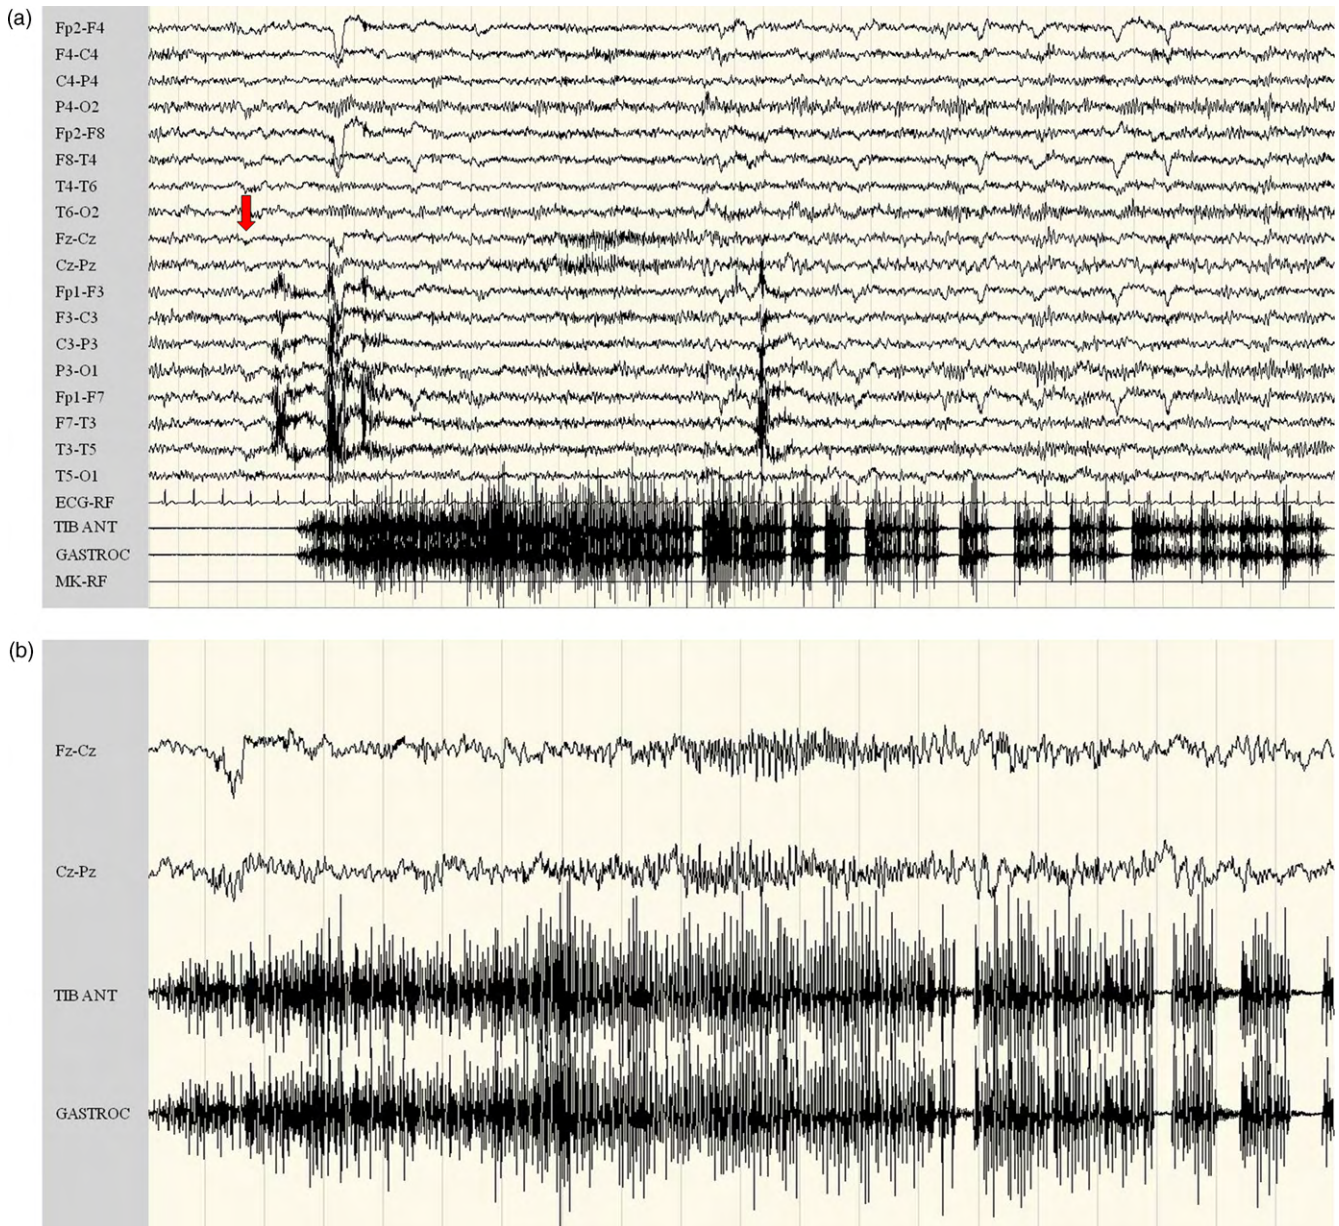 (a)
Fp2-F4
F4-C4
C4-P4
P4-O2
Fp2-F8
F8-T4
T4-T6
T6-O2
Fz-Cz
Cz-Pz
Fp1-F3
F3-C3
C3-P3
P3-O1
Fp1-F7
F7-T3
T3-T5
T5-O1
ECG-RF
TIB ANT
GASTROC
MK-RF
(b)
Fz-Cz
Cz-Pz
TIB ANT
GASTROC